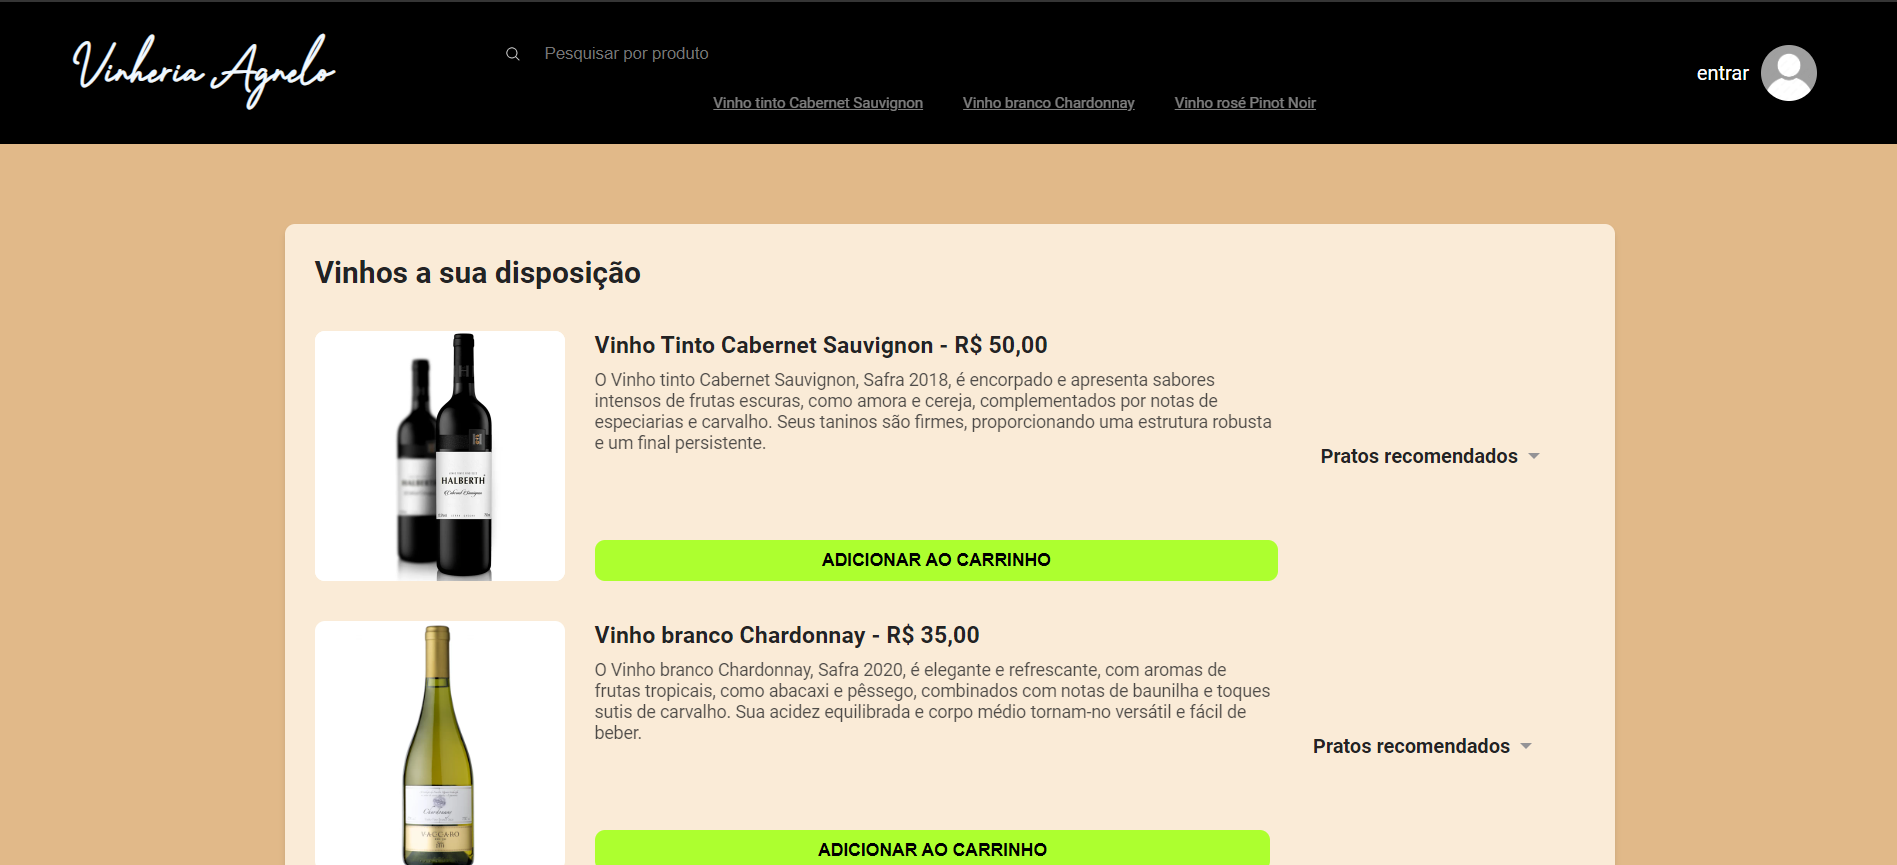 Vinheria Agnelo
Pesquisar por produto
entrar
Vinho tinto Cabernet Sauvignon
Vinho branco Chardonnay
Vinho rosé Pinot Noir
Vinhos a sua disposição
Vinho Tinto Cabernet Sauvignon - R$ 50,00
O Vinho tinto Cabernet Sauvignon, Safra 2018, é encorpado e apresenta sabores
intensos de frutas escuras, como amora e cereja, complementados por notas de
especiarias e carvalho. Seus taninos são firmes, proporcionando uma estrutura robusta
e um final persistente.
Pratos recomendados
HALBERTH
Cabernet Sauvignon
ADICIONAR AO CARRINHO
Vinho branco Chardonnay - R$ 35,00
O Vinho branco Chardonnay, Safra 2020, é elegante e refrescante, com aromas de
frutas tropicais, como abacaxi e pêssego, combinados com notas de baunilha e toques
sutis de carvalho. Sua acidez equilibrada e corpo médio tornam-no versátil e fácil de
beber.
Pratos recomendados
Chardonnay
VACCARO
ADICIONAR AO CARRINHO